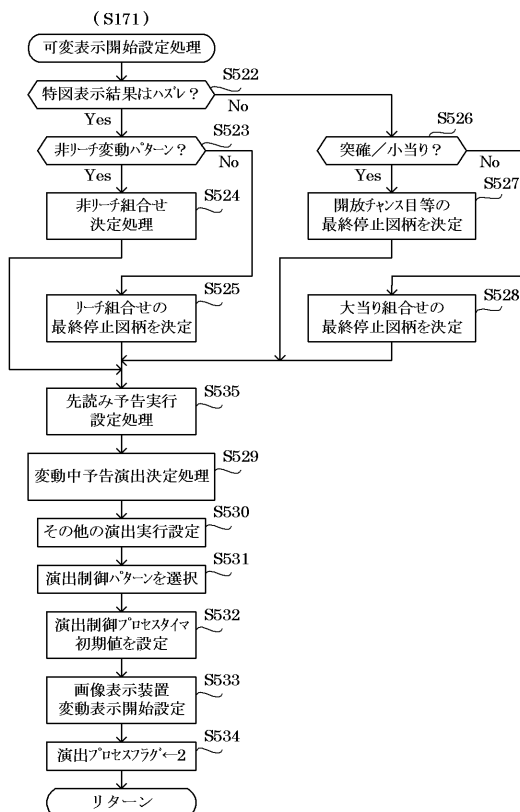 (S171)
可変表示開始設定処理
特図表示結果はハズレ?
S522
No
Yes
S523
非リーチ変動パターン?
No
Yes
S526
突確/小当り?
No
Yes
S524
非リーチ組合せ
決定処理
S527
開放チャンス目等の
最終停止図柄を決定
S525
リーチ組合せの
最終停止図柄を決定
S528
大当り組合せの
最終停止図柄を決定
S535
先読み予告実行
設定処理
S529
変動中予告演出決定処理
S530
その他の演出実行設定
S531
演出制御パターンを選択
S532
演出制御プロセスタイマ
初期値を設定
S533
画像表示装置
変動表示開始設定
S534
演出プロセスフラグ←2
リターン